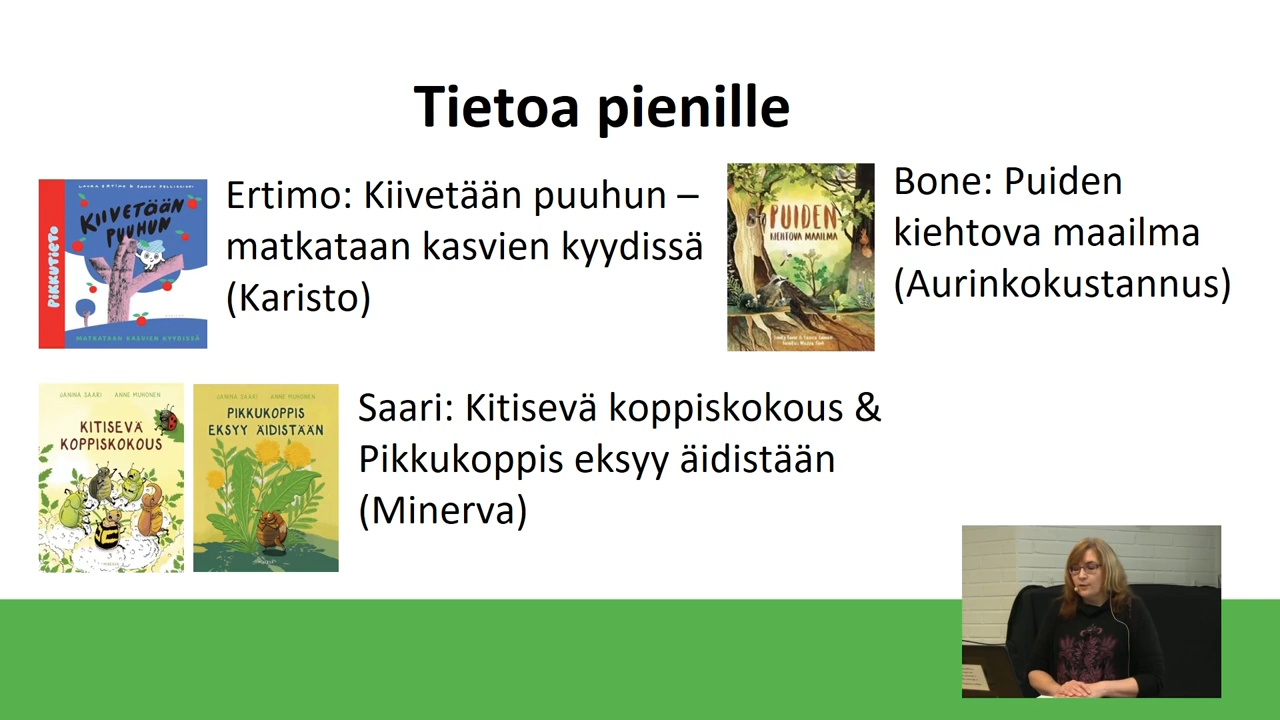 Tietoa pienille
LAURA ERTIMO & SANNA PELLICCIONI
KIIVETÄÄN
PUUHUN
PIKKUTIETO
MATKATAAN KASVIEN KYYDISSÄ
Ertimo: Kiivetään puuhun –
matkataan kasvien kyydissä
(Karisto)
PUIDEN
KIEHTOVA MAAILMA
Bone: Puiden
kiehtova maailma
(Aurinkokustannus)
JANINA SAARI ANNE MUHONEN
KITISEVÄ
KOPPISKOKOUS
JANINA SAARI ANNE MUHONEN
PIKKUKOPPIS
EKSYY ÄIDISTÄÄN
Saari: Kitisevä koppiskokous &
Pikkukoppis eksyy äidistään
(Minerva)